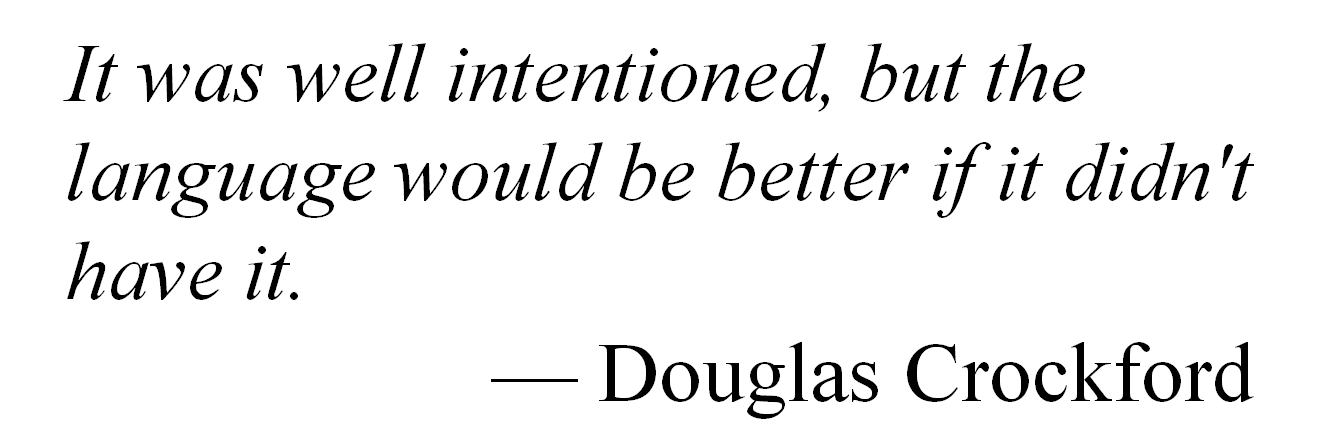 It was well intentioned, but the
language would be better if it didn't
have it.
— Douglas Crockford